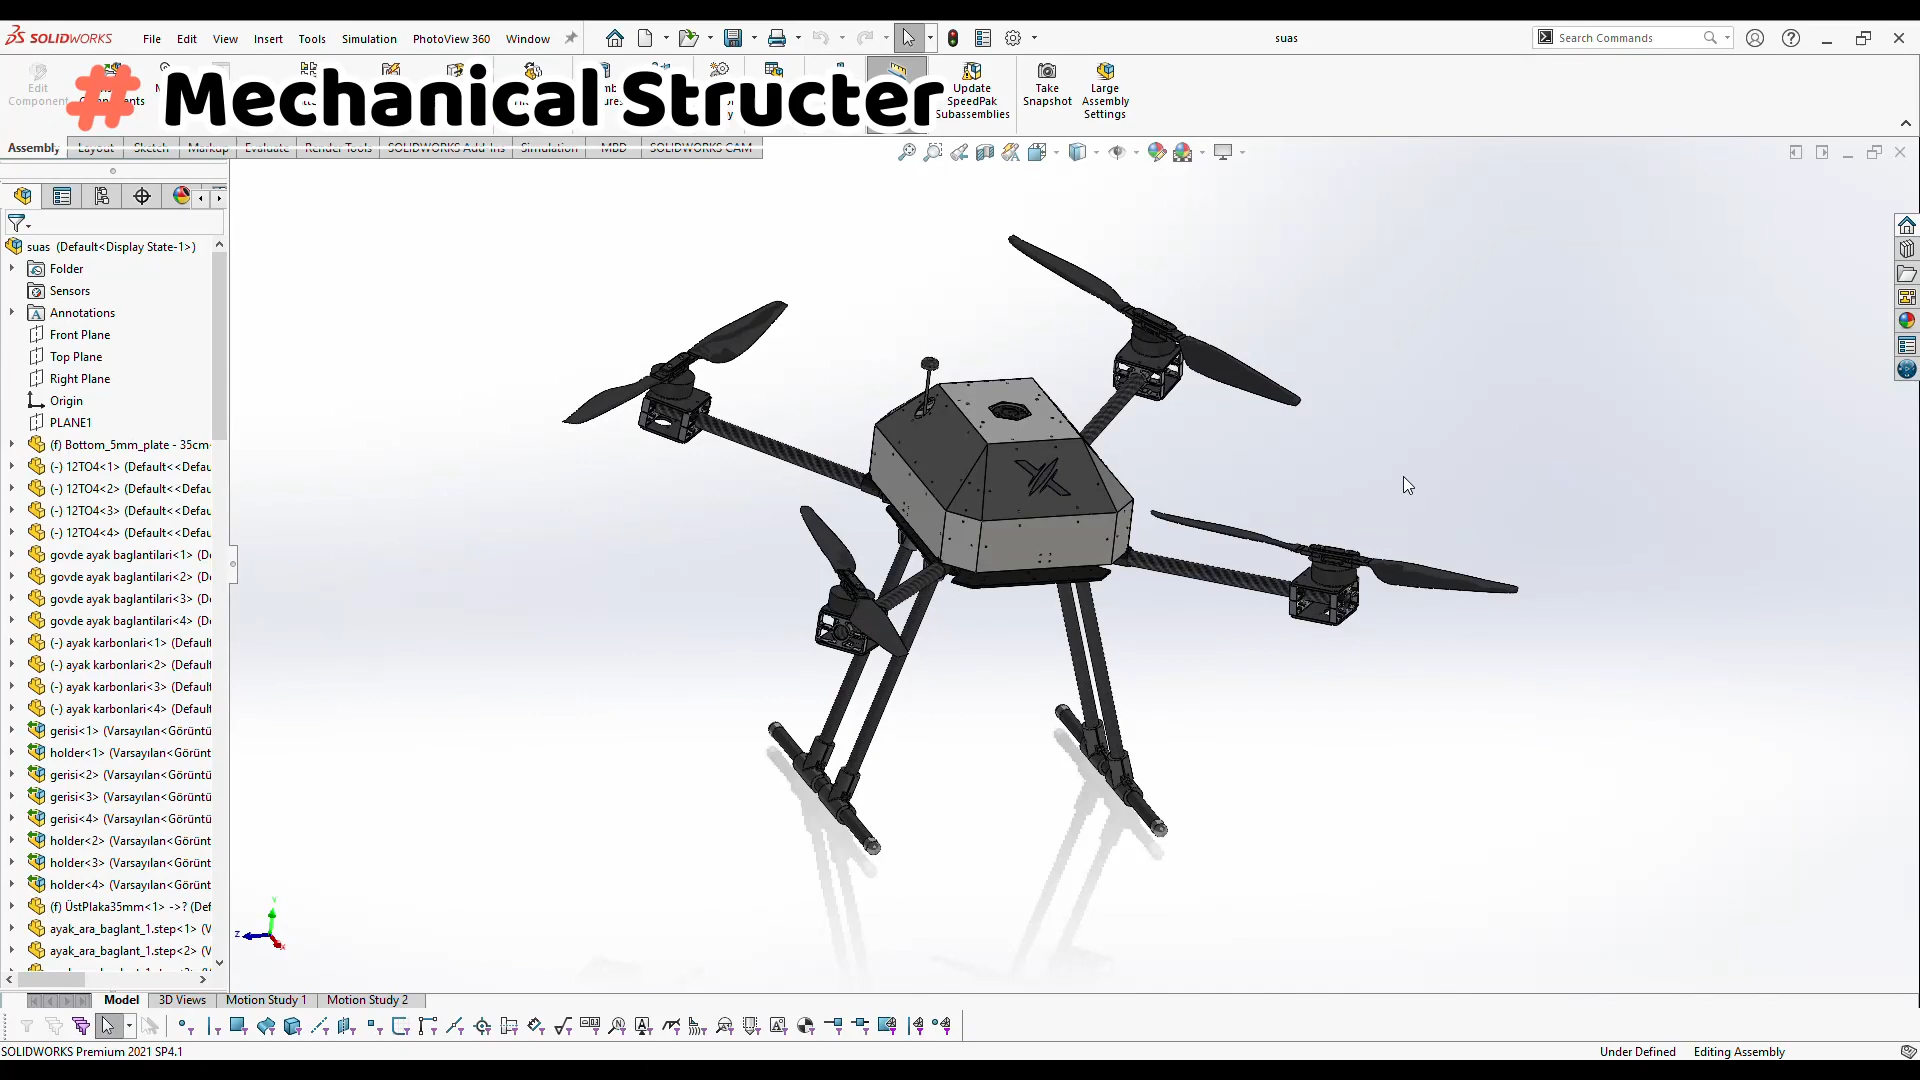 SOLIDWORKS
File Edit View Insert Tools Simulation PhotoView 360 Window
suas
Search Commands
# Mechanical Structer
Edit
Component
Update
SpeedPak
Subassemblies
Take
Snapshot
Large
Assembly
Settings
Assembly Layout Sketch Markup Evaluate Render Tools SOLIDWORKS Add-Ins Simulation MBD SOLIDWORKS CAM
suas (Default<Display State-1>)
Folder
Sensors
Annotations
Front Plane
Top Plane
Right Plane
Origin
PLANE1
(f) Bottom_5mm_plate - 35cm-
(-) 12TO4<1> (Default<<Defau
(-) 12TO4<2> (Default<<Defau
(-) 12TO4<3> (Default<<Defau
(-) 12TO4<4> (Default<<Defau
govde ayak baglantilari<1> (De
govde ayak baglantilari<2> (De
govde ayak baglantilari<3> (De
govde ayak baglantilari<4> (De
(-) ayak karbonlari<1> (Default
(-) ayak karbonlari<2> (Default
(-) ayak karbonlari<3> (Default
(-) ayak karbonlari<4> (Default
gerisi<1> (Varsayılan<Görüntü
holder<1> (Varsayılan<Görünt
gerisi<2> (Varsayılan<Görüntü
gerisi<3> (Varsayılan<Görüntü
gerisi<4> (Varsayılan<Görüntü
holder<2> (Varsayılan<Görünt
holder<3> (Varsayılan<Görünt
holder<4> (Varsayılan<Görünt
(f) ÜstPlaka35mm<1> ->? (Def
ayak_ara_baglant_1.step<1> (V
ayak_ara_baglant_1.step<2> (V
Y
Z
X
Model 3D Views Motion Study 1 Motion Study 2
SOLIDWORKS Premium 2021 SP4.1
Under Defined Editing Assembly